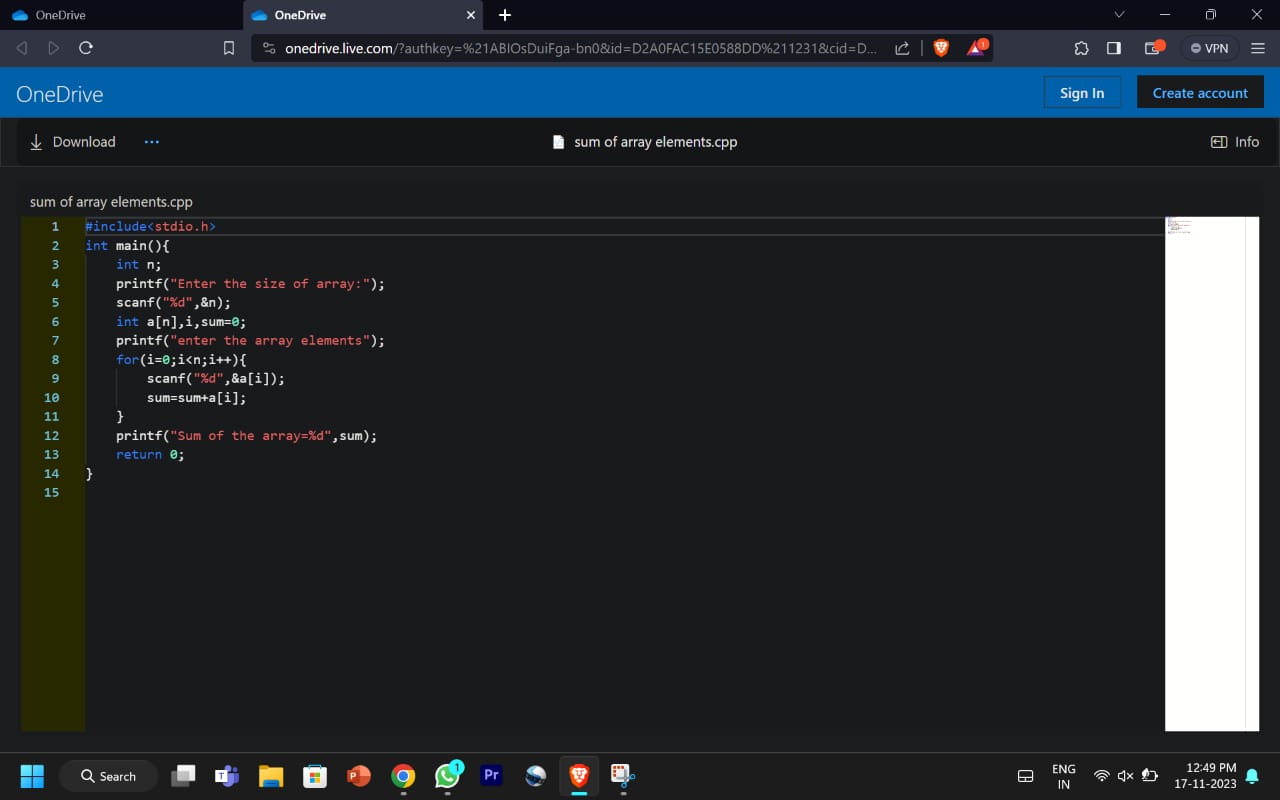 OneDrive
OneDrive
onedrive.live.com/?authkey=%21ABIOsDuiFga-bn0&id=D2A0FAC15E0588DD%211231&cid=D...
1
VPN
OneDrive
Sign In
Create account
Download
sum of array elements.cpp
Info
sum of array elements.cpp
1 #include<stdio.h>
2 int main(){
3 int n;
4 printf("Enter the size of array:");
5 scanf("%d",&n);
6 int a[n],i,sum=0;
7 printf("enter the array elements");
8 for(i=0;i<n;i++){
9 scanf("%d",&a[i]);
10 sum=sum+a[i];
11 }
12 printf("Sum of the array=%d",sum);
13 return 0;
14 }
15
Search
1
Pr
ENG
IN
12:49 PM
17-11-2023